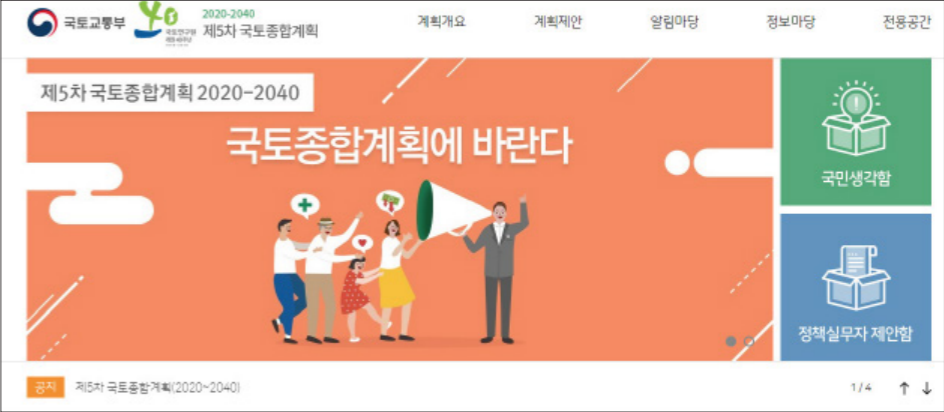 국토교통부
2020-2040
제5차 국토종합계획
계획개요
계획제안
알림마당
정보마당
전용공간
제5차 국토종합계획 2020-2040
국토종합계획에 바란다
국민생각함
정책실무자 제안함
공지
제5차 국토종합계획(2020~2040)
1/4